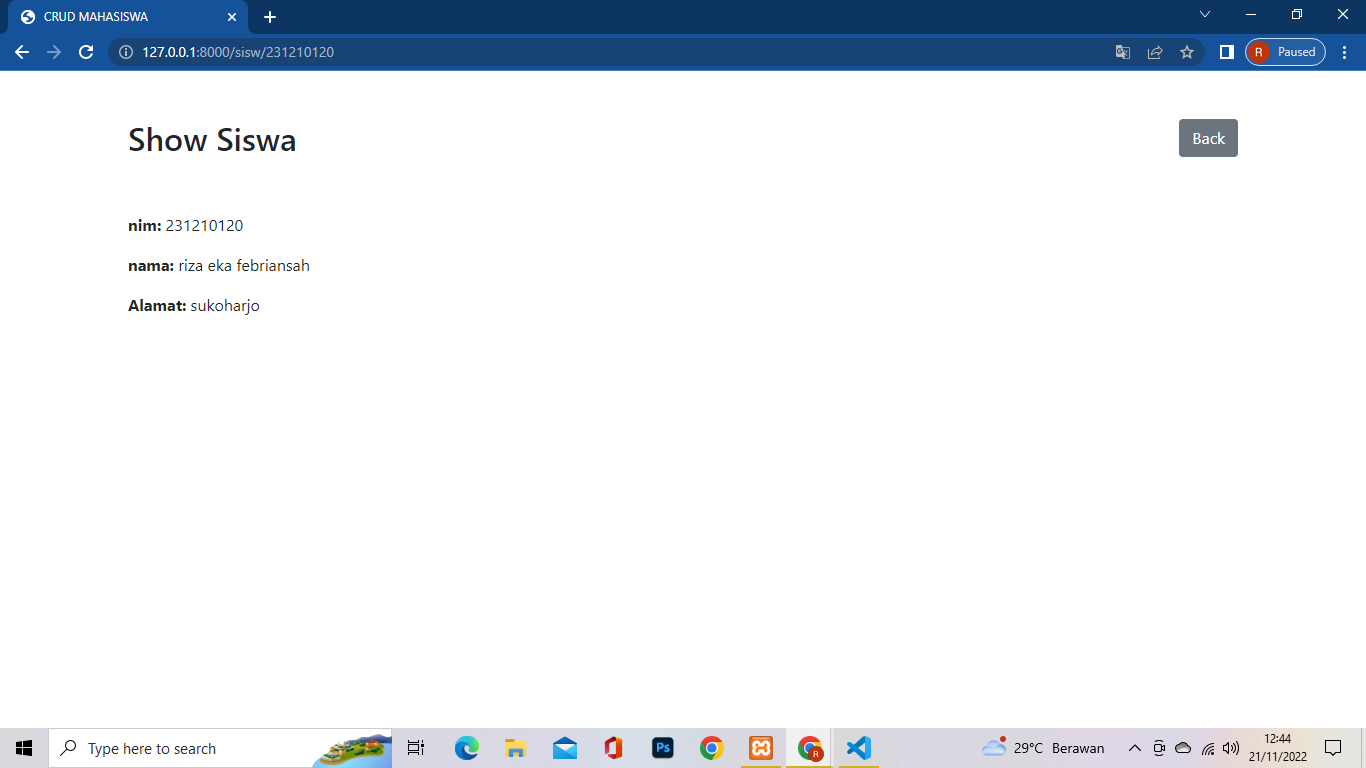 CRUD MAHASISWA
127.0.0.1:8000/sisw/231210120
R Paused
Show Siswa
Back
nim: 231210120
nama: riza eka febriansah
Alamat: sukoharjo
Type here to search
Ps
R
29°C Berawan
12:44
21/11/2022